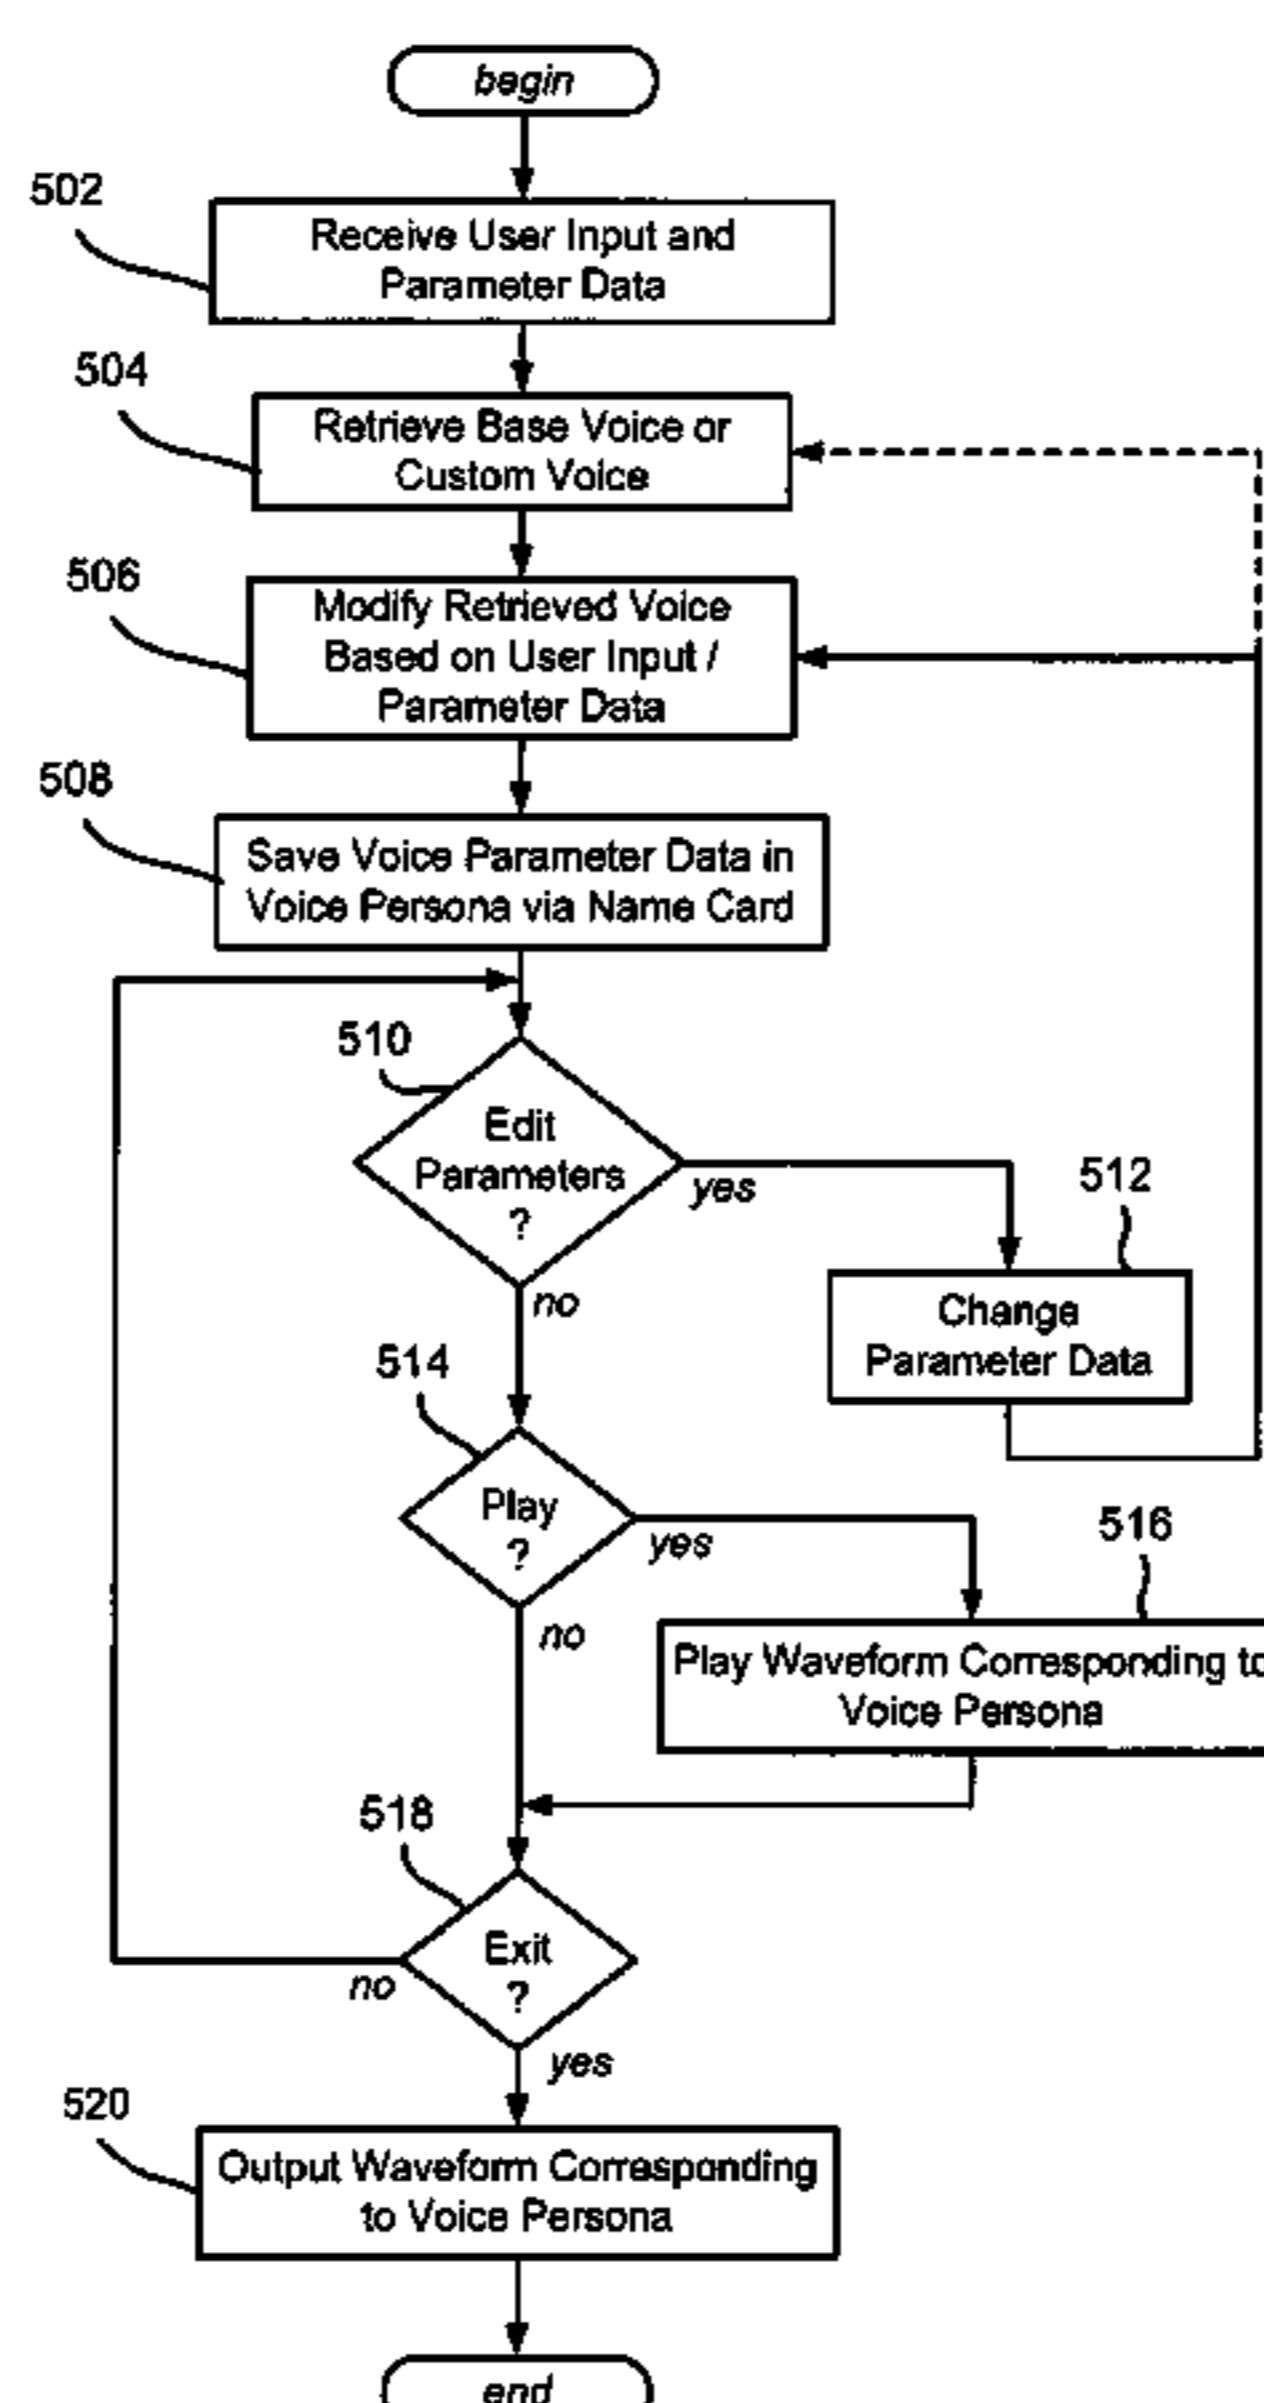 begin
502
Receive User Input and
Parameter Data
504
Retrieve Base Voice or
Custom Voice
506
Modify Retrieved Voice
Based on User Input /
Parameter Data
508
Save Voice Parameter Data in
Voice Persona via Name Card
510
Edit
Parameters
?
yes
no
512
Change
Parameter Data
514
Play
?
yes
no
516
Play Waveform Corresponding to
Voice Persona
518
Exit
?
no
yes
520
Output Waveform Corresponding
to Voice Persona
end